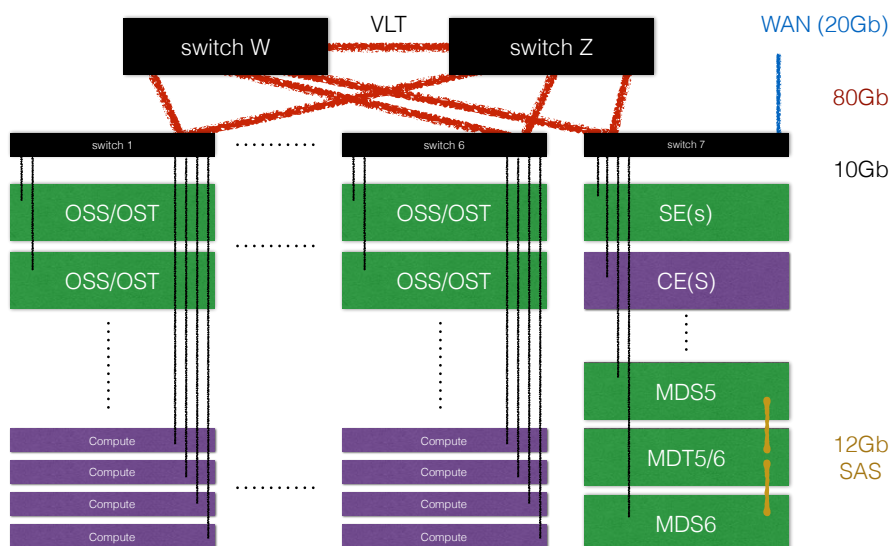 VLT
WAN (20Gb)
switch W
switch Z
80Gb
switch 1
switch 6
switch 7
10Gb
OSS/OST
OSS/OST
SE(s)
OSS/OST
OSS/OST
CE(S)
MDS5
Compute
Compute
12Gb
SAS
Compute
Compute
MDT5/6
Compute
Compute
MDS6
Compute
Compute